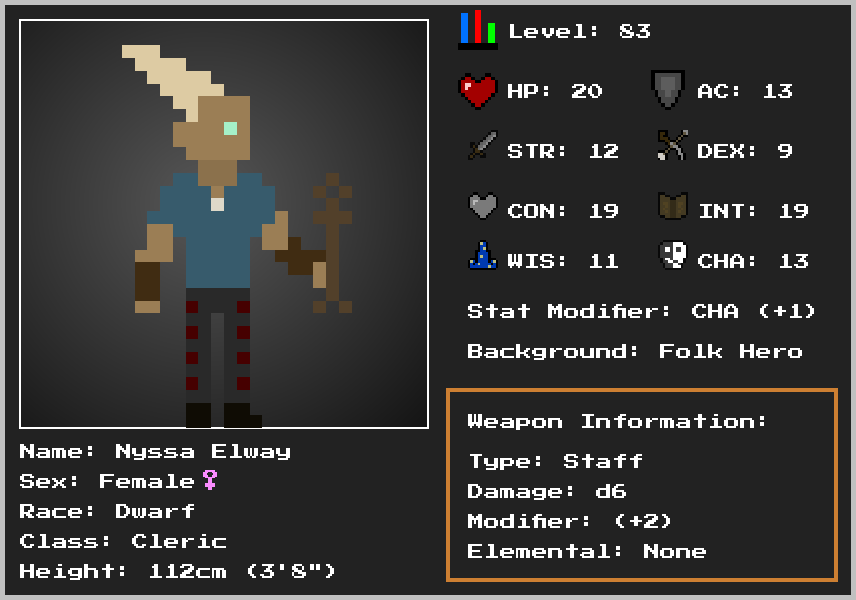 Level: 83
HP: 20
AC: 13
STR: 12
DEX: 9
CON: 19
INT: 19
WIS: 11
CHA: 13
Stat Modifier: CHA (+1)
Background: Folk Hero
Weapon Information:
Type: Staff
Damage: d6
Modifier: (+2)
Elemental: None
Name: Nyssa Elway
Sex: Female♀
Race: Dwarf
Class: Cleric
Height: 112cm (3'8")